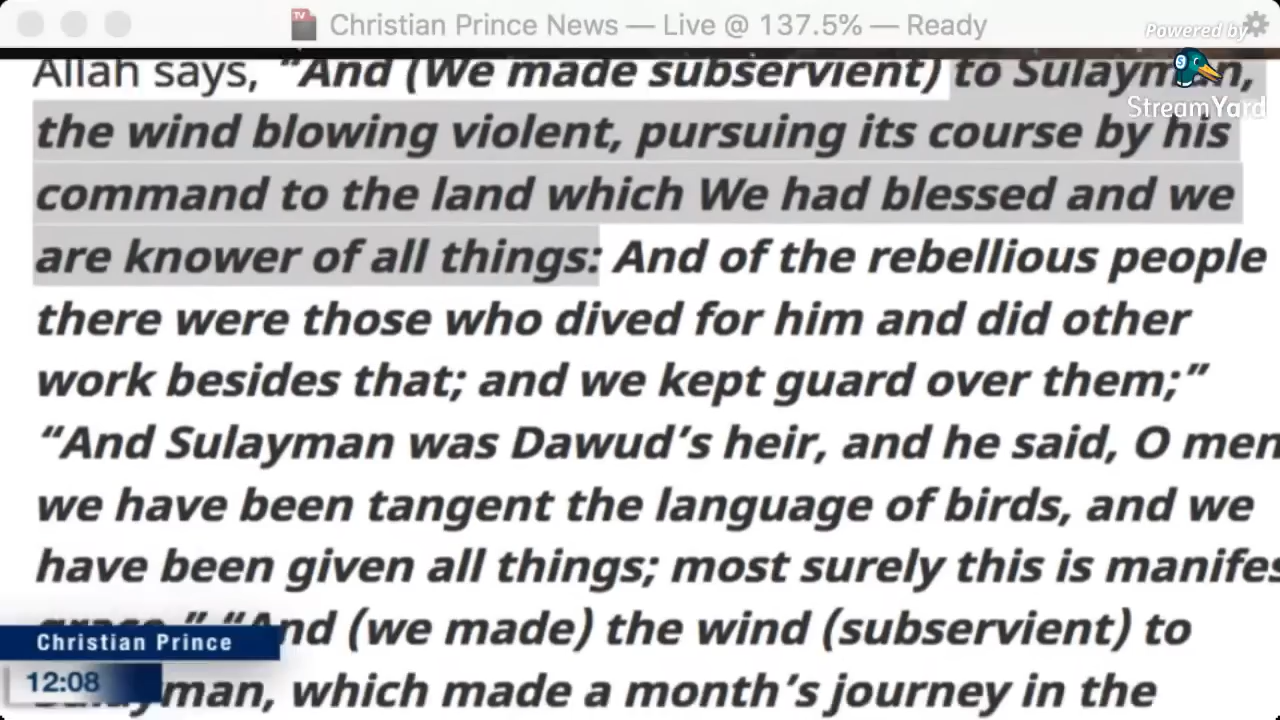 Christian Prince News — Live @ 137.5% — Ready
Powered by
StreamYard
Allah says, “And (We made subservient) to Sulayman,
the wind blowing violent, pursuing its course by his
command to the land which We had blessed and we
are knower of all things: And of the rebellious people
there were those who dived for him and did other
work besides that; and we kept guard over them;”
“And Sulayman was Dawud’s heir, and he said, O men
we have been tangent the language of birds, and we
have been given all things; most surely this is manifes
“And (we made) the wind (subservient) to
which made a month’s journey in the
Christian Prince
12:08